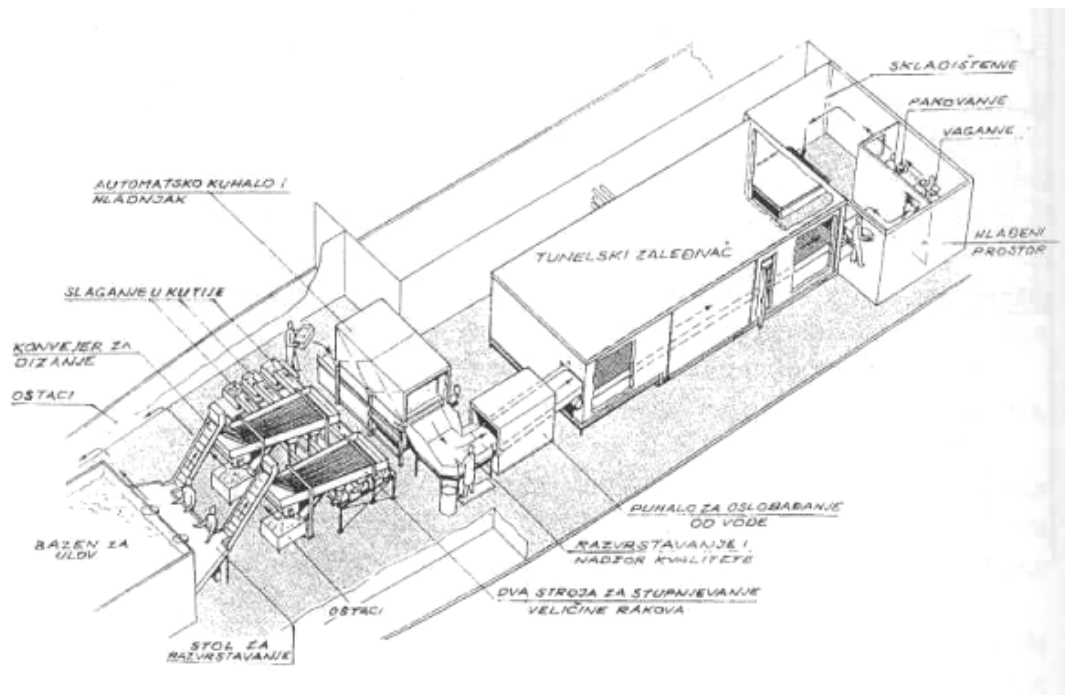 SKLADIŠTENJE
PAKOVANJE
VAGANJE
AUTOMATSKO KUHALO I
HLADNJAK
HLAĐENI
PROSTOR
TUNELSKI ZALEĐIVAČ
SLAGANJE U KUTIJE
KONVEJER ZA
DIZANJE
OSTACI
BAZEN ZA
ULOV
PUHALO ZA OSLOBAĐANJE
OD VODE
RAZVRSTAVANJE I
NADZOR KVALITETE
DVA STROJA ZA STUPNJEVANJE
VELIČINE RAKOVA
OSTACI
STOL ZA
RAZVRSTAVANJE